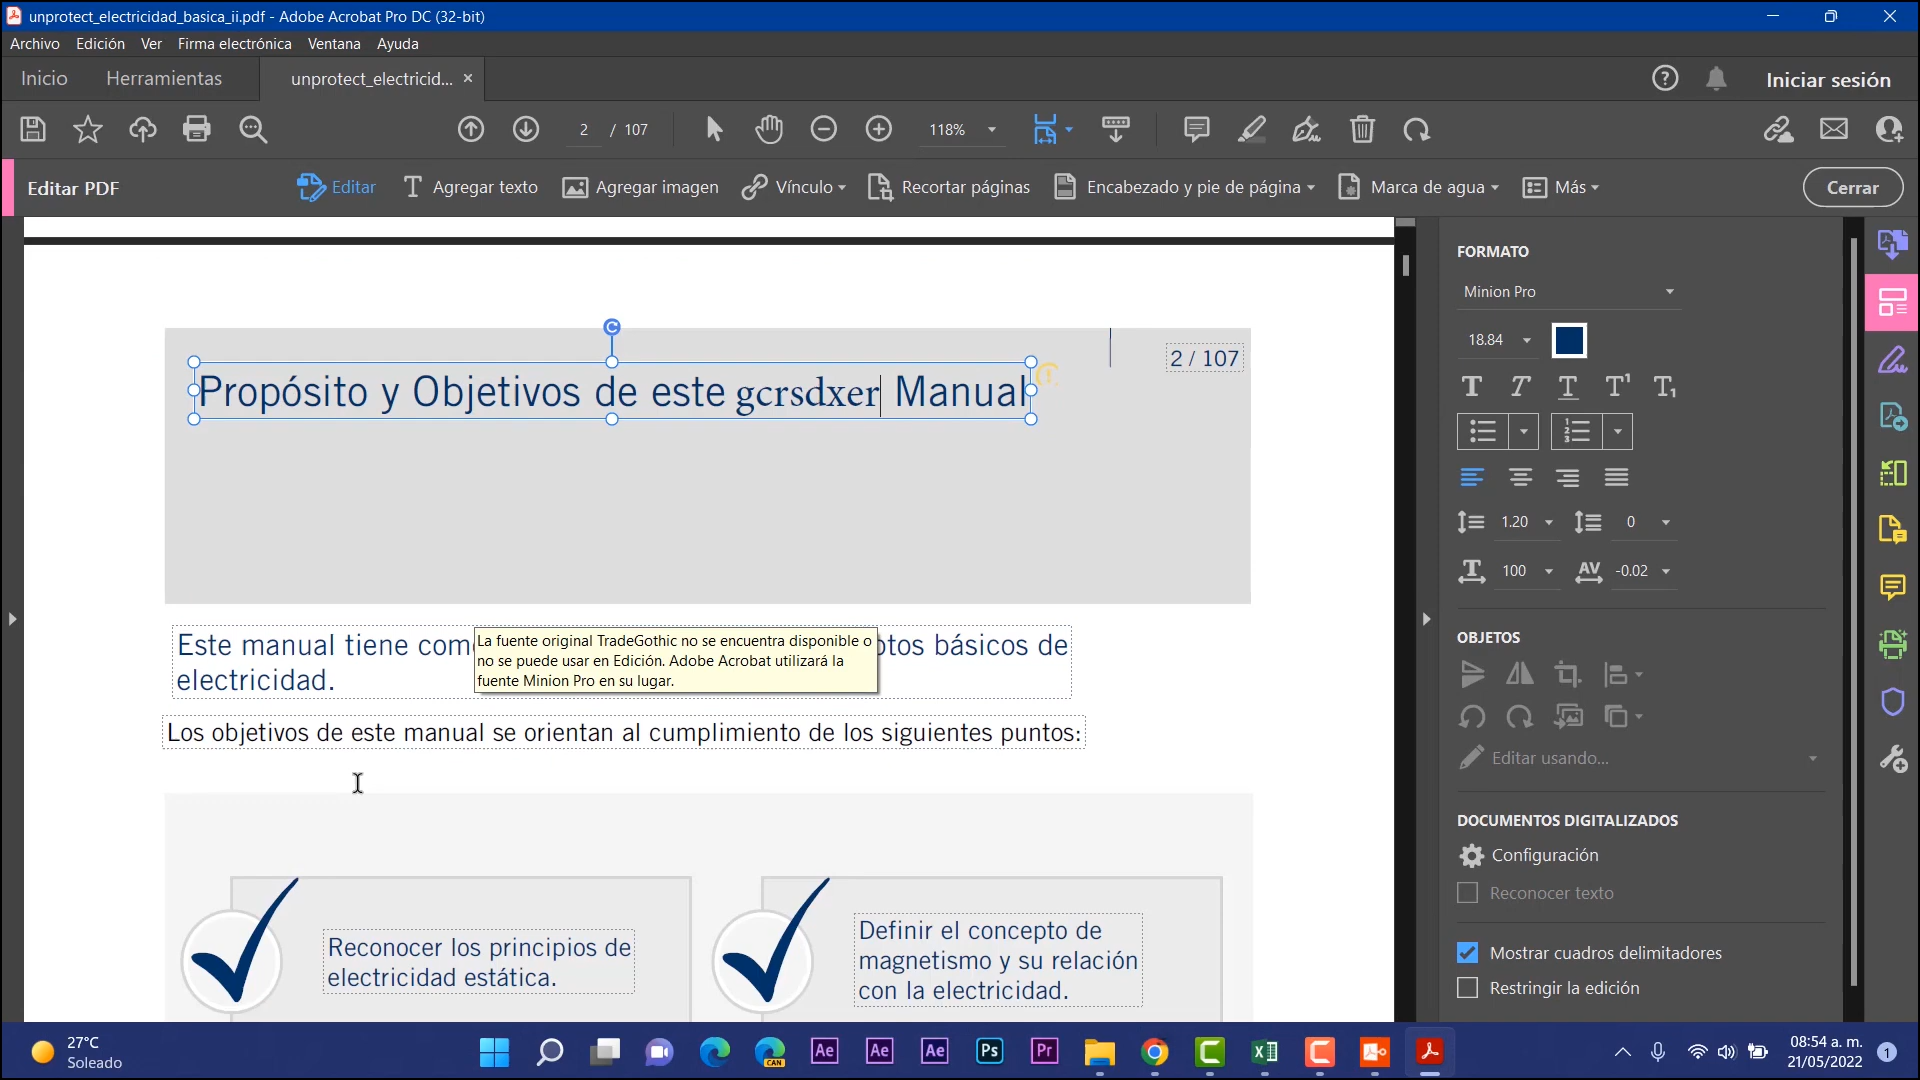 unprotect_electricidad_basica_ii.pdf - Adobe Acrobat Pro DC (32-bit)
Archivo Edición Ver Firma electrónica Ventana Ayuda
Inicio Herramientas unprotect_electricid... Iniciar sesión
2 / 107 118%
Editar PDF Editar Agregar texto Agregar imagen Vínculo Recortar páginas Encabezado y pie de página Marca de agua Más Cerrar
2 / 107
Propósito y Objetivos de este gcrsdxer Manual
Este manual tiene com
ptos básicos de
electricidad.
La fuente original TradeGothic no se encuentra disponible o
no se puede usar en Edición. Adobe Acrobat utilizará la
fuente Minion Pro en su lugar.
Los objetivos de este manual se orientan al cumplimiento de los siguientes puntos:
Reconocer los principios de
electricidad estática.
Definir el concepto de
magnetismo y su relación
con la electricidad.
FORMATO
Minion Pro
18.84
1.20 0
100 -0.02
OBJETOS
Editar usando...
DOCUMENTOS DIGITALIZADOS
Configuración
Reconocer texto
Mostrar cuadros delimitadores
Restringir la edición
27°C
Soleado
CAN
Ae Ae Ae Ps Pr
08:54 a. m.
21/05/2022
1